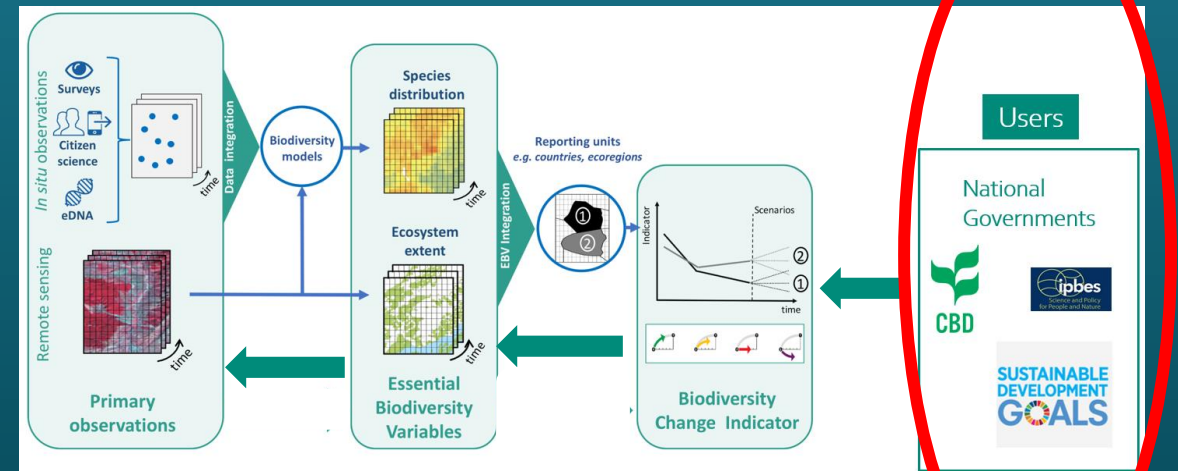 In situ observations
Surveys
Citizen
science
eDNA
time
Data integration
Remote sensing
time
Primary
observations
Biodiversity
models
Species
distribution
time
Ecosystem
extent
time
Essential
Biodiversity
Variables
EBV Integration
Reporting units
e.g. countries, ecoregions
1
2
Indicator
Scenarios
2
1
time
Biodiversity
Change Indicator
Users
National
Governments
CBD
ipbes
Science and Policy
for People and Nature
SUSTAINABLE
DEVELOPMENT
GOALS